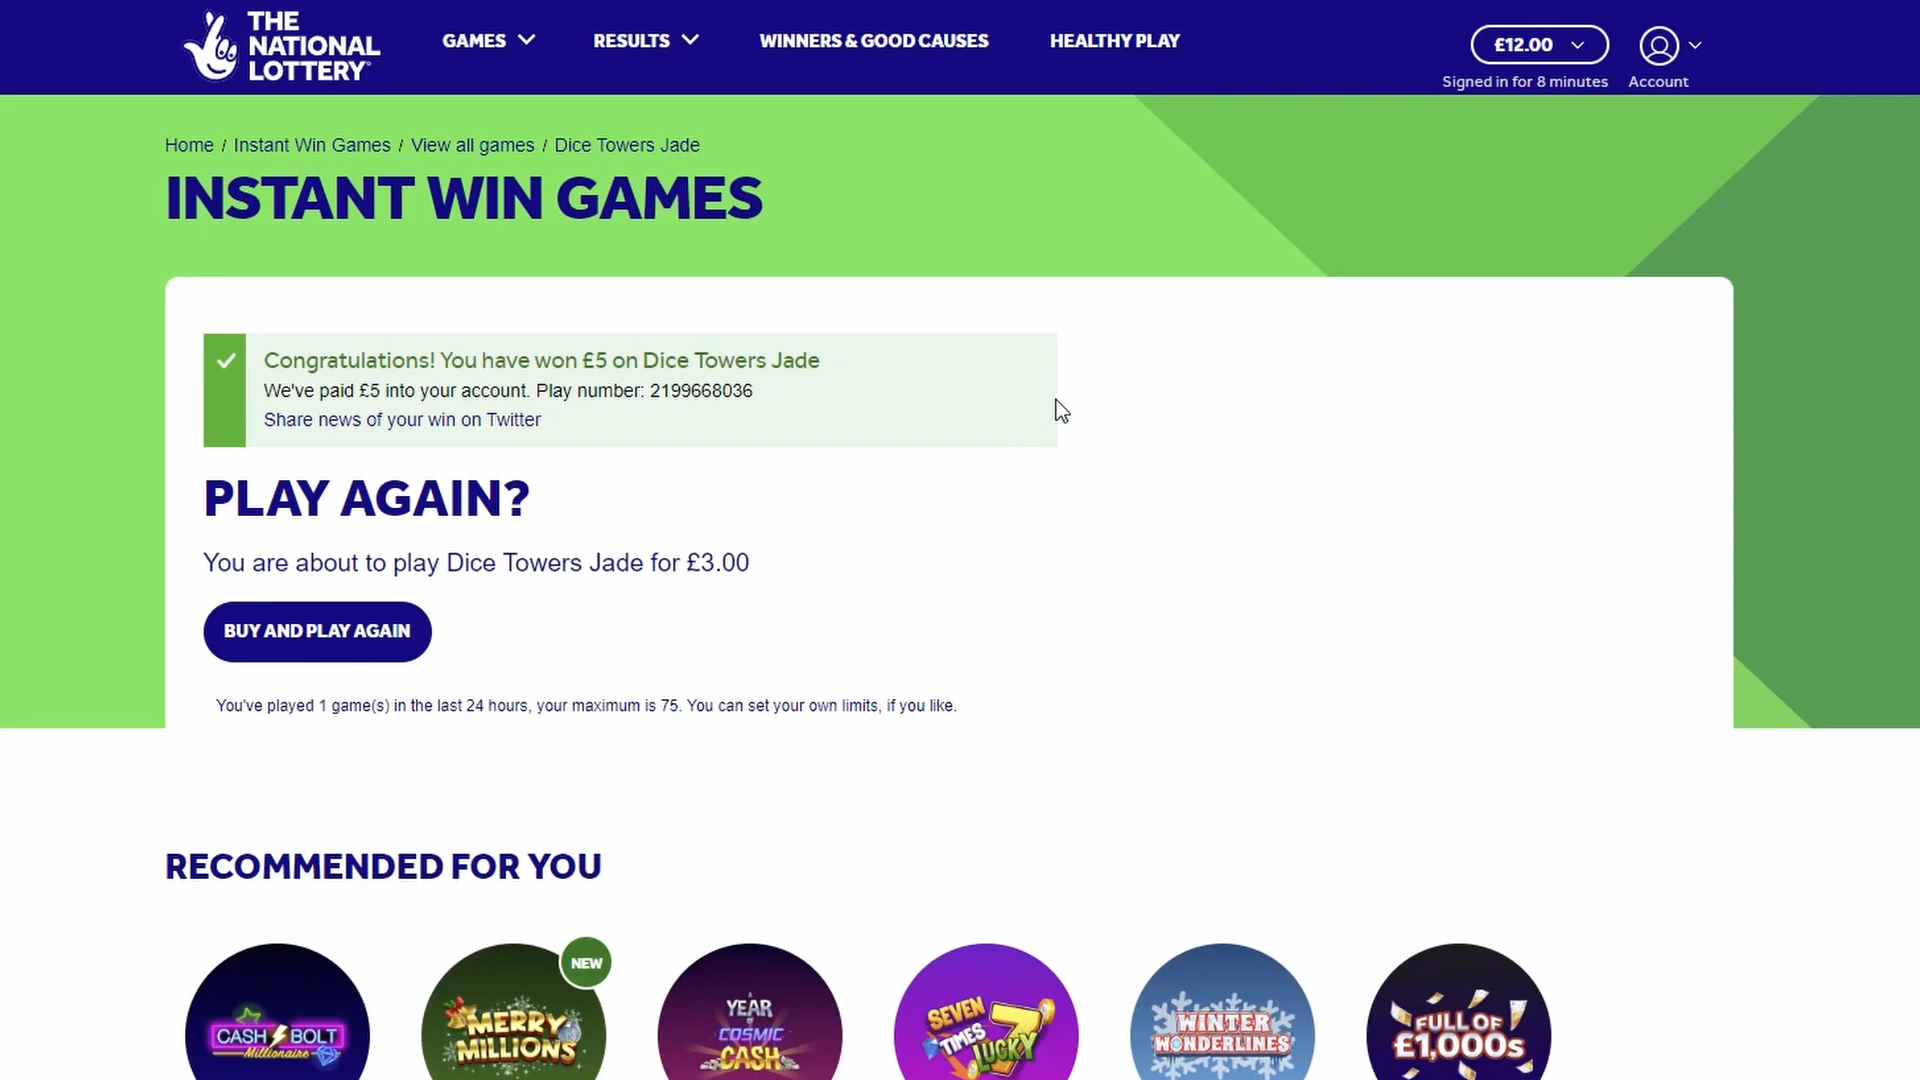 THE
NATIONAL
LOTTERY
GAMES
RESULTS
WINNERS & GOOD CAUSES
HEALTHY PLAY
£12.00
Signed in for 8 minutes
Account
Home / Instant Win Games / View all games / Dice Towers Jade
INSTANT WIN GAMES
Congratulations! You have won £5 on Dice Towers Jade
We've paid £5 into your account. Play number: 2199668036
Share news of your win on Twitter
PLAY AGAIN?
You are about to play Dice Towers Jade for £3.00
BUY AND PLAY AGAIN
You've played 1 game(s) in the last 24 hours, your maximum is 75. You can set your own limits, if you like.
RECOMMENDED FOR YOU
CASH BOLT
Millionaire
NEW
MERRY
MILLIONS
A
YEAR
of
COSMIC
CASH
SEVEN
TIMES
LUCKY
7
WINTER
WONDERLINES
FULL OF
£1,000s